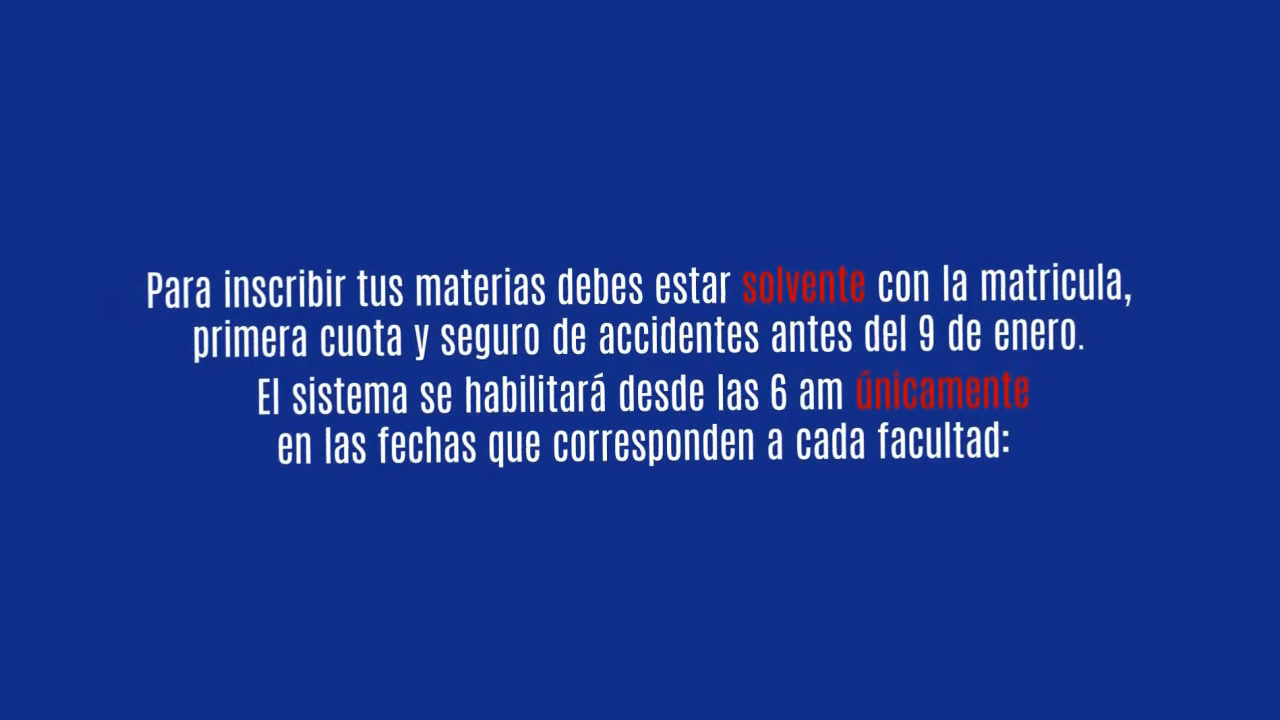 Para inscribir tus materias debes estar solvente con la matricula,
primera cuota y seguro de accidentes antes del 9 de enero.
El sistema se habilitará desde las 6 am únicamente
en las fechas que corresponden a cada facultad: